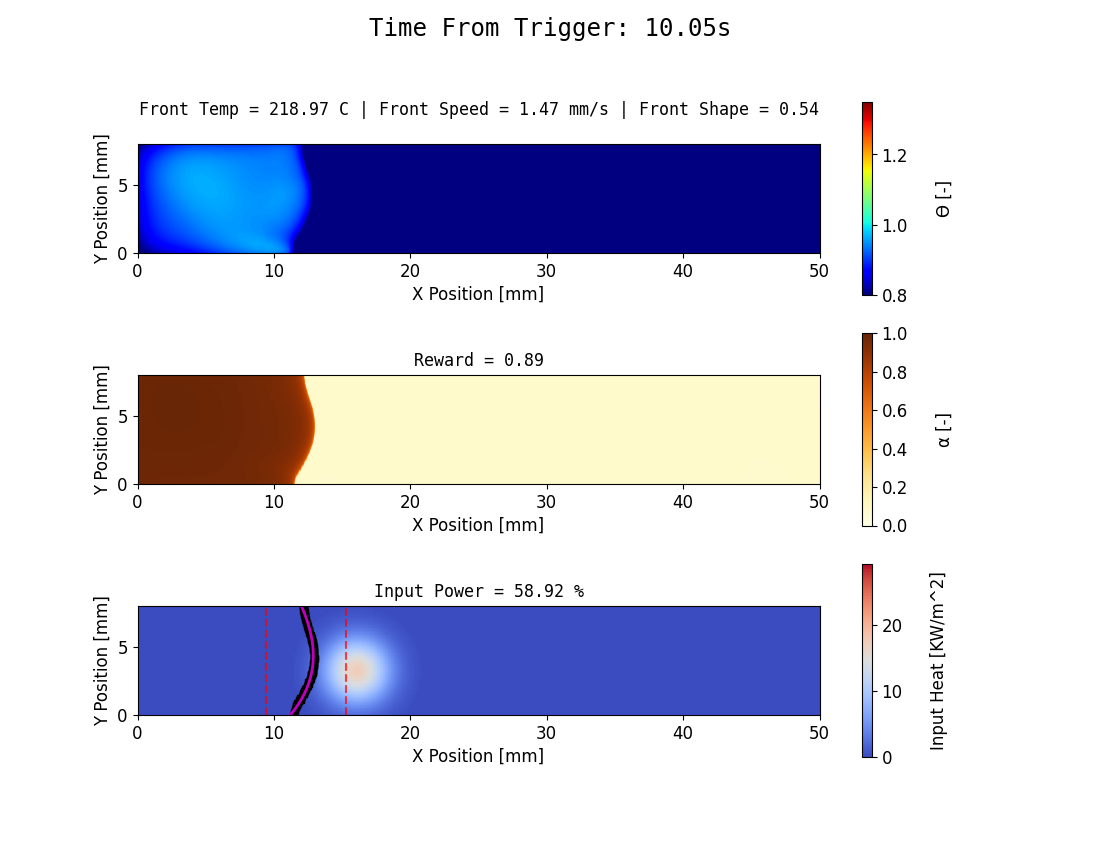 Time From Trigger: 10.05s
Front Temp = 218.97 C | Front Speed = 1.47 mm/s | Front Shape = 0.54
Y Position [mm]
5
0
0 10 20 30 40 50
X Position [mm]
1.2
1.0
0.8
Θ [-]
Reward = 0.89
Y Position [mm]
5
0
0 10 20 30 40 50
X Position [mm]
1.0
0.8
0.6
0.4
0.2
0.0
α [-]
Input Power = 58.92 %
Y Position [mm]
5
0
0 10 20 30 40 50
X Position [mm]
20
10
0
Input Heat [KW/m^2]